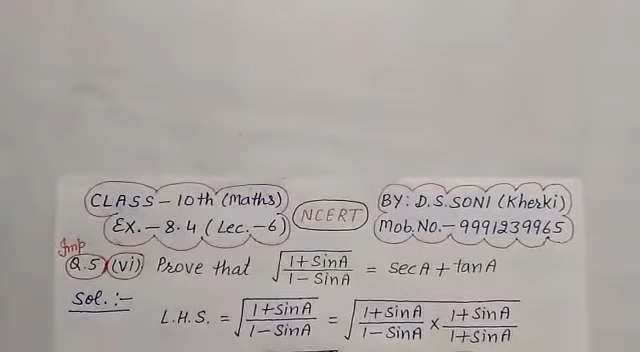 CLASS - 10th (Maths)
EX. - 8.4 (Lec. - 6)
NCERT
BY: D.S.SONI (Kherki)
Mob.No. - 9991239965
Imp
Q.5 (vi) Prove that √((1+SinA)/(1-SinA)) = secA + tanA
Sol. :-
L.H.S. = √((1+SinA)/(1-SinA)) = √((1+SinA)/(1-SinA) × (1+SinA)/(1+SinA))